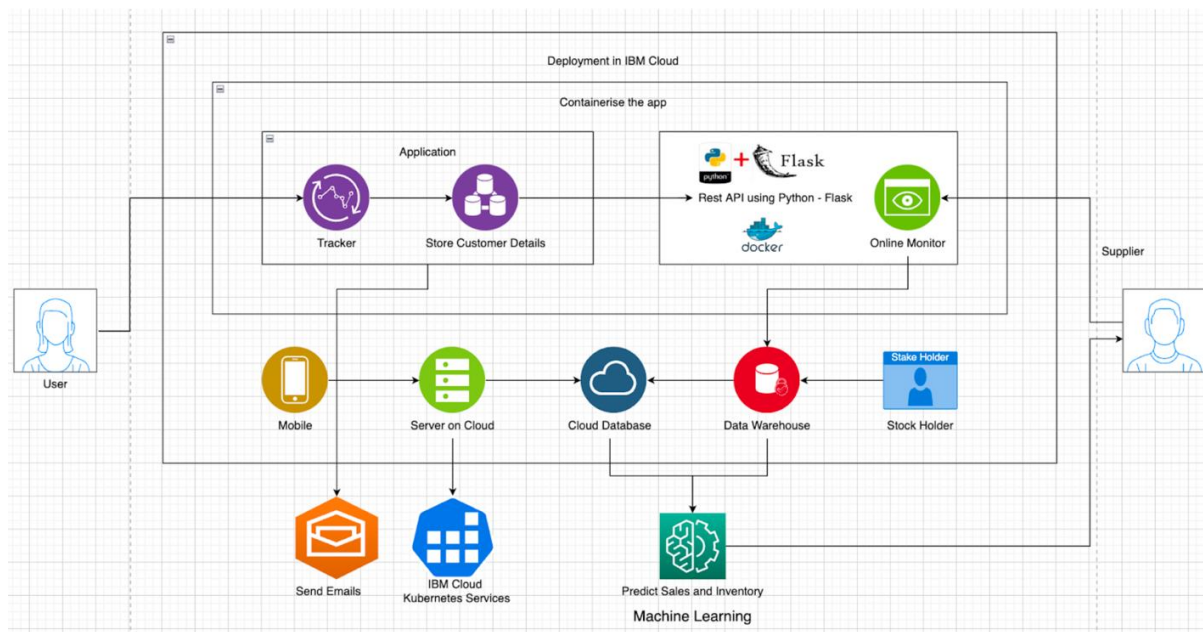 Deployment in IBM Cloud
Containerise the app
Application
python
+
Flask
Rest API using Python - Flask
docker
Tracker
Store Customer Details
Online Monitor
Supplier
User
Stake Holder
Mobile
Server on Cloud
Cloud Database
Data Warehouse
Stock Holder
Send Emails
IBM Cloud
Kubernetes Services
Predict Sales and Inventory
Machine Learning